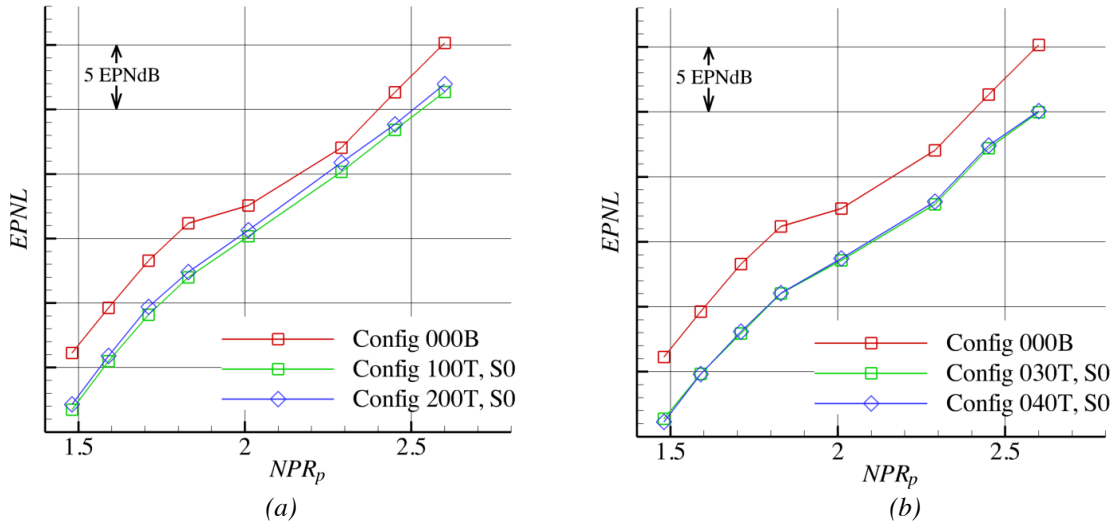 5 EPNdB
EPNL
Config 000B
Config 100T, S0
Config 200T, S0
1.5 2 2.5
NPRp
(a)
5 EPNdB
EPNL
Config 000B
Config 030T, S0
Config 040T, S0
1.5 2 2.5
NPRp
(b)